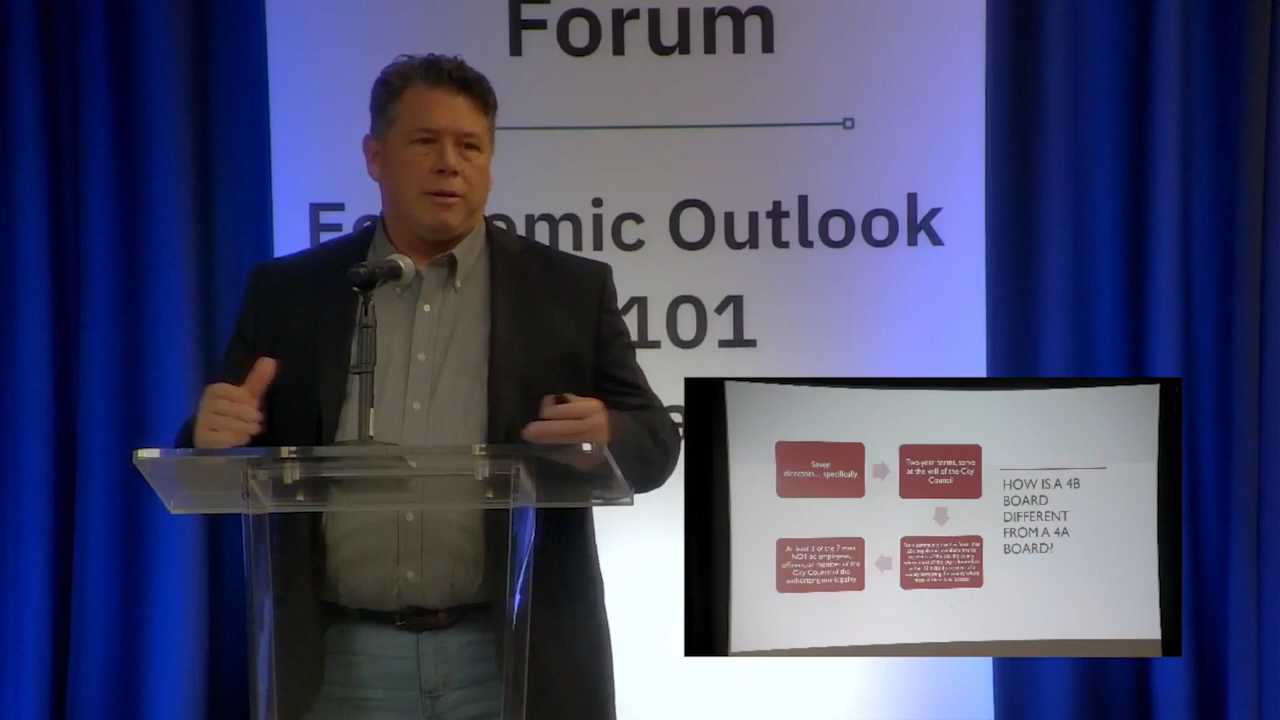 Forum
Economic Outlook
101
Seven
directors... specifically
Two-year terms, serve
at the will of the City
Council
HOW IS A 4B
BOARD
DIFFERENT
FROM A 4A
BOARD?
At least 3 of the 7 must
NOT be employees,
officers, or member of the
City Council of the
authorizing municipality